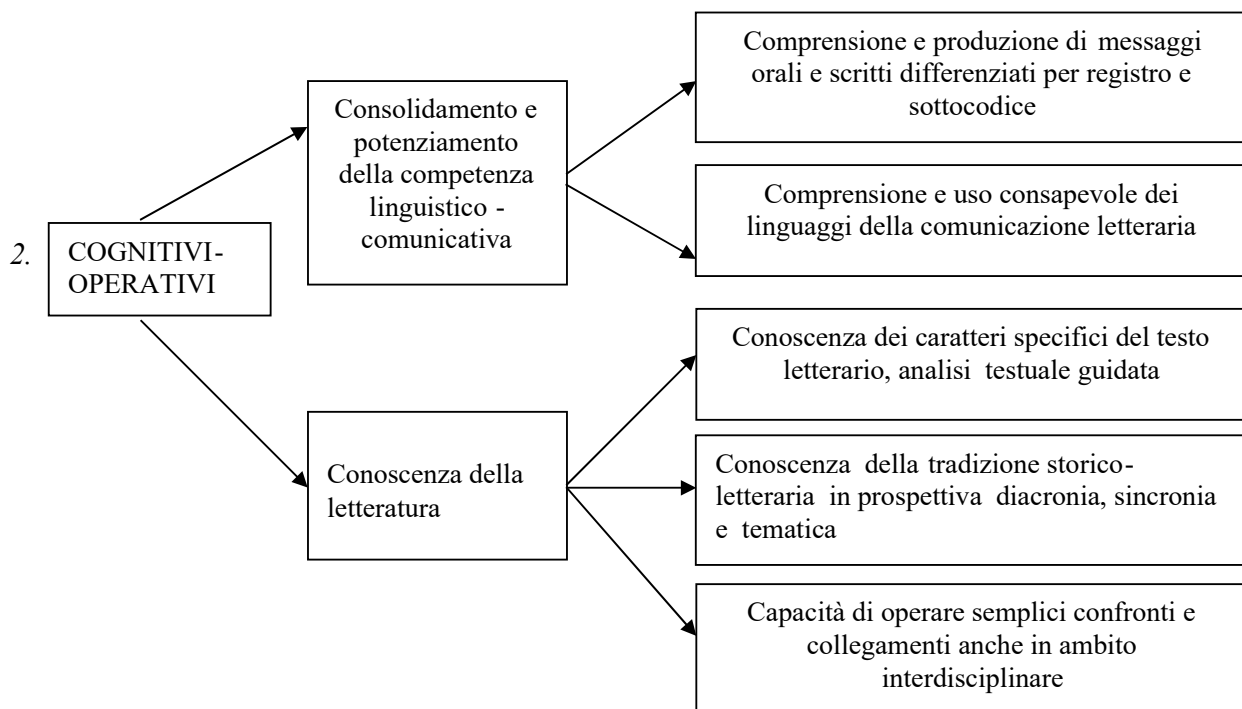 2.
COGNITIVI-
OPERATIVI
Consolidamento e
potenziamento
della competenza
linguistico -
comunicativa
Comprensione e produzione di messaggi
orali e scritti differenziati per registro e
sottocodice
Comprensione e uso consapevole dei
linguaggi della comunicazione letteraria
Conoscenza della
letteratura
Conoscenza dei caratteri specifici del testo
letterario, analisi testuale guidata
Conoscenza della tradizione storico-
letteraria in prospettiva diacronia, sincronia
e tematica
Capacità di operare semplici confronti e
collegamenti anche in ambito
interdisciplinare